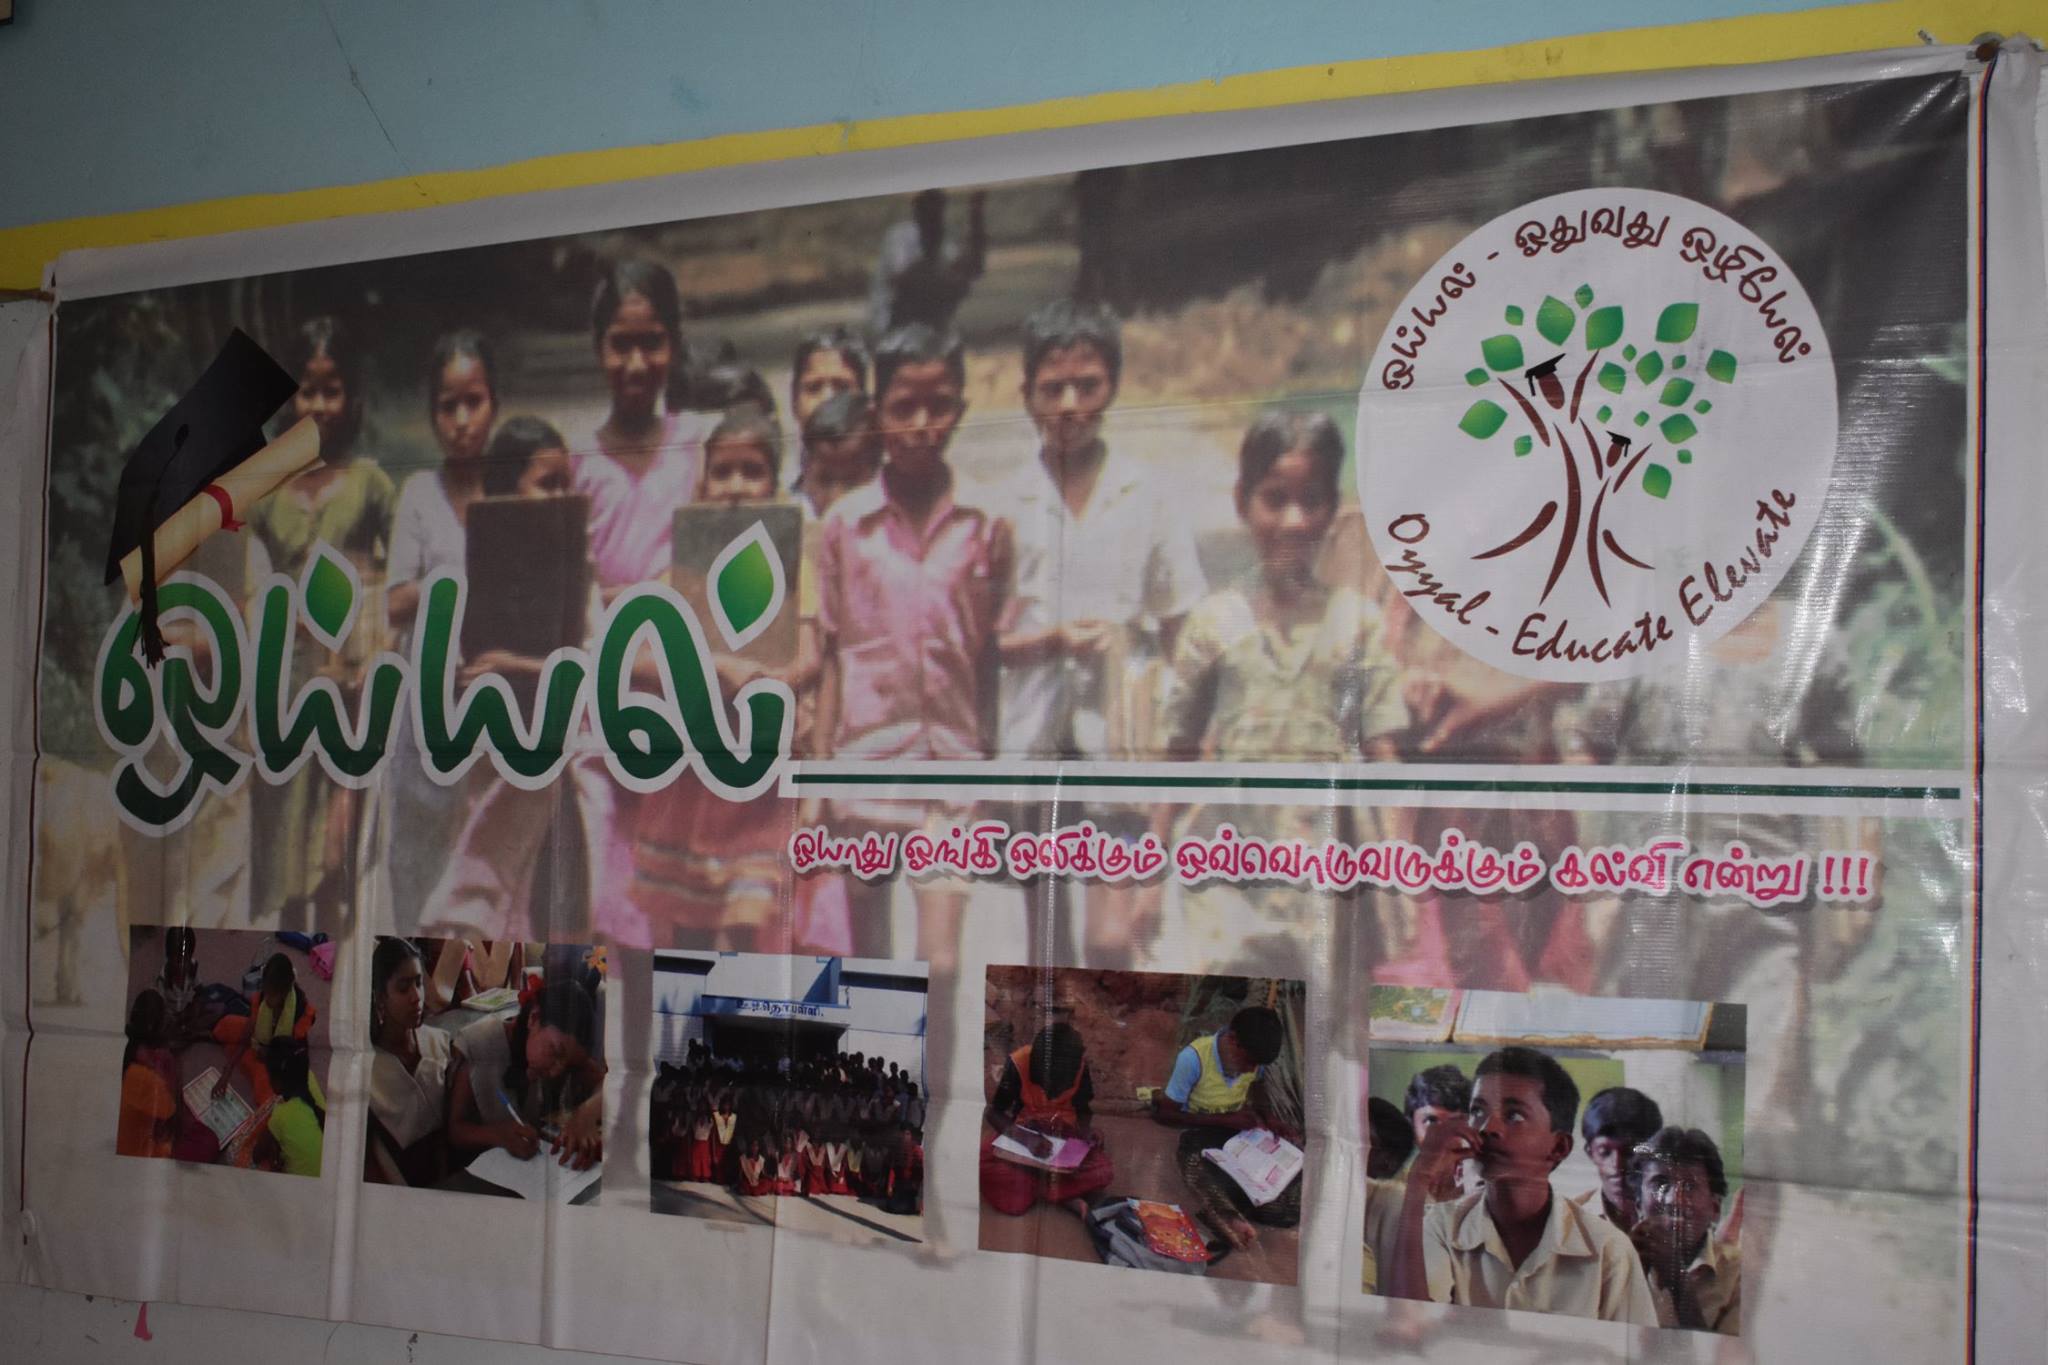 ஒய்யல் - ஓதுவது ஒழியேல்
Oyyal - Educate Elevate
ஒய்யல்
ஓயாது ஓங்கி ஒலிக்கும் ஒவ்வொருவருக்கும் கல்வி என்று !!!